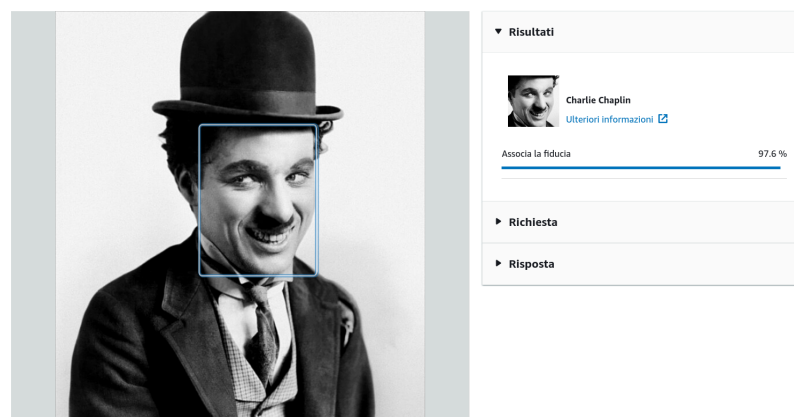 Risultati
Charlie Chaplin
Ulteriori informazioni
Associa la fiducia 97.6 %
Richiesta
Risposta